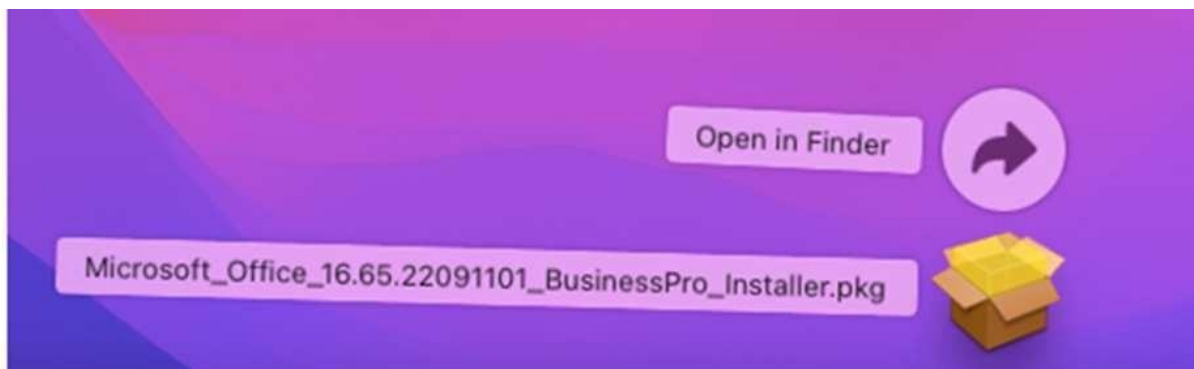 Open in Finder
Microsoft_Office_16.65.22091101_BusinessPro_Installer.pkg